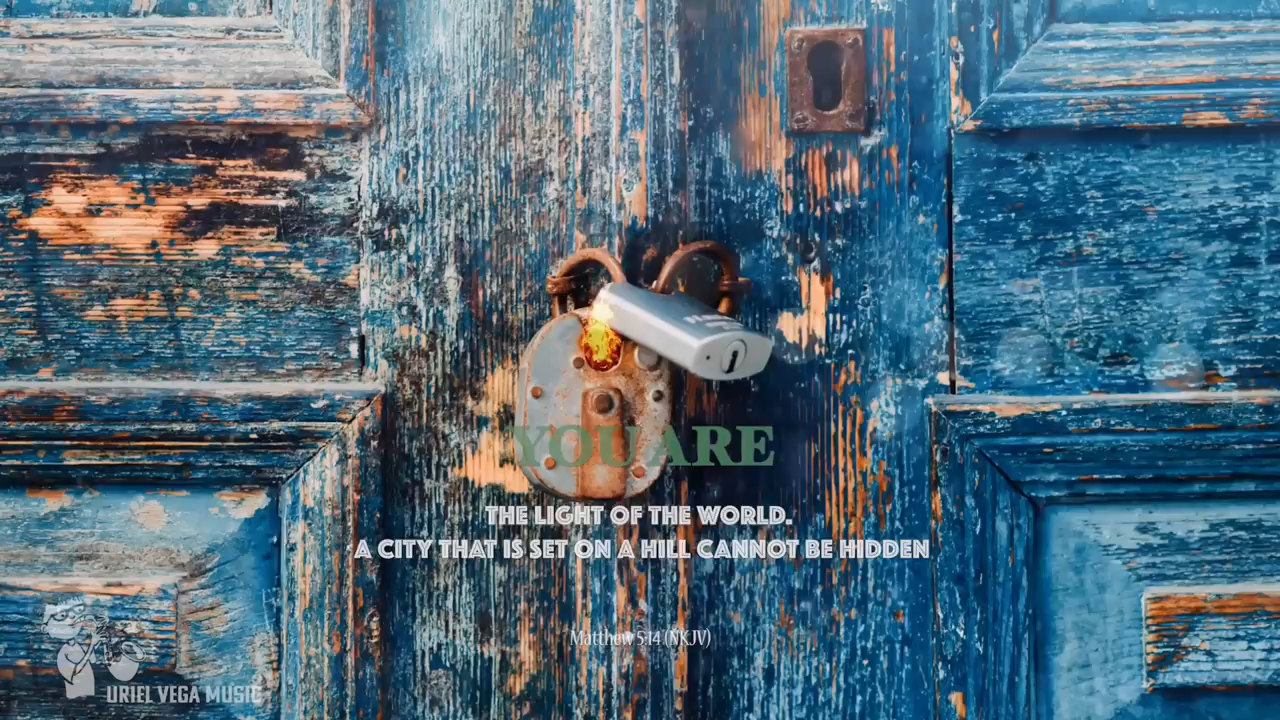 YOU ARE
THE LIGHT OF THE WORLD.
A CITY THAT IS SET ON A HILL CANNOT BE HIDDEN
Matthew 5:14 (NKJV)
URIEL VEGA MUSIC